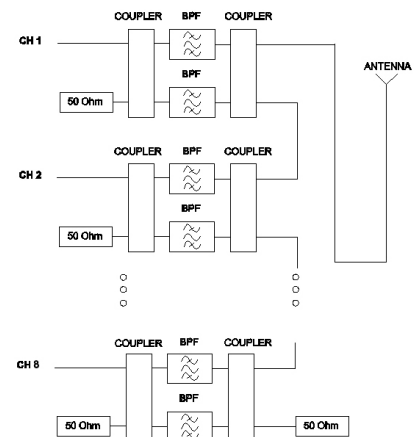 COUPLER BPF COUPLER
CH 1
ANTENNA
BPF
50 Ohm
COUPLER BPF COUPLER
CH 2
BPF
50 Ohm
COUPLER BPF COUPLER
CH 8
BPF
50 Ohm 50 Ohm